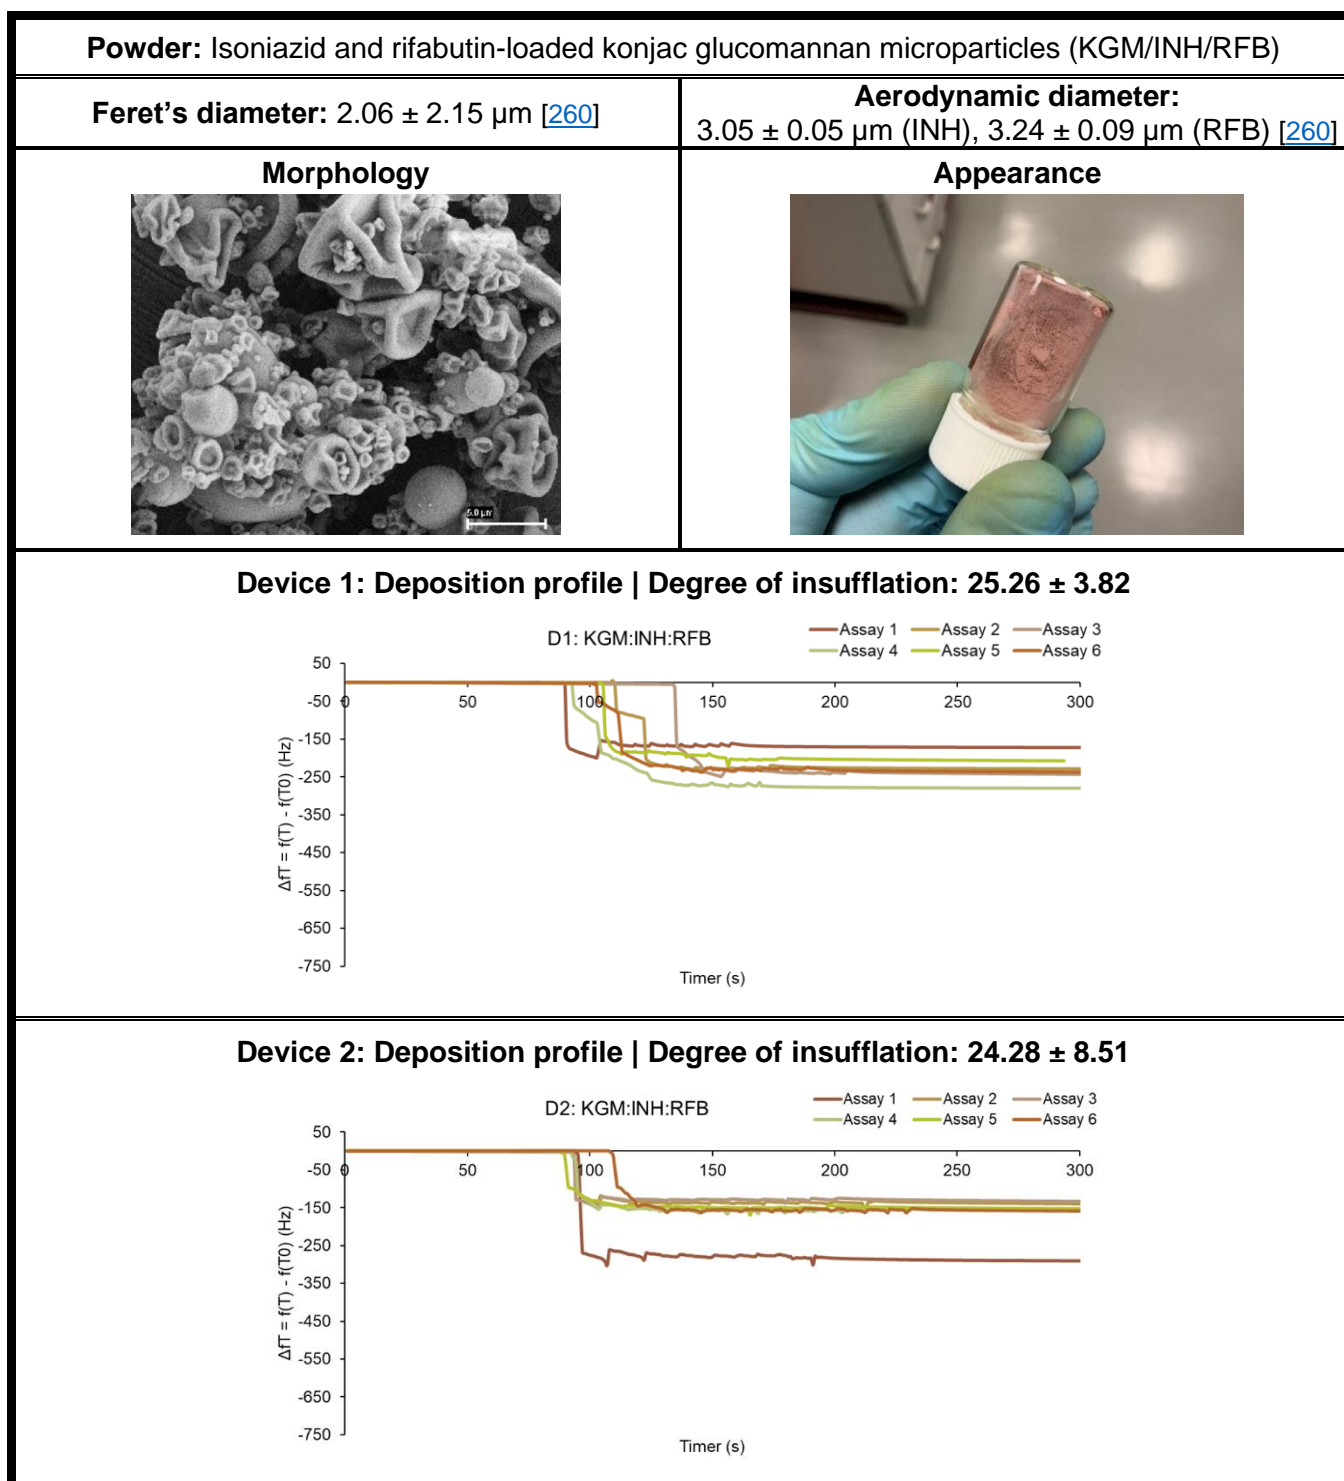 Powder: Isoniazid and rifabutin-loaded konjac glucomannan microparticles (KGM/INH/RFB)
Feret's diameter: 2.06 ± 2.15 µm [260]
Aerodynamic diameter:
3.05 ± 0.05 µm (INH), 3.24 ± 0.09 µm (RFB) [260]
Morphology
5.0 µm
Appearance
Device 1: Deposition profile | Degree of insufflation: 25.26 ± 3.82
D1: KGM:INH:RFB
Assay 1 Assay 2 Assay 3
Assay 4 Assay 5 Assay 6
50
-50 0 50 100 150 200 250 300
-150
-250
-350
-450
-550
-650
-750
ΔfT = f(T) - f(T0) (Hz)
Timer (s)
Device 2: Deposition profile | Degree of insufflation: 24.28 ± 8.51
D2: KGM:INH:RFB
Assay 1 Assay 2 Assay 3
Assay 4 Assay 5 Assay 6
50
-50 0 50 100 150 200 250 300
-150
-250
-350
-450
-550
-650
-750
ΔfT = f(T) - f(T0) (Hz)
Timer (s)